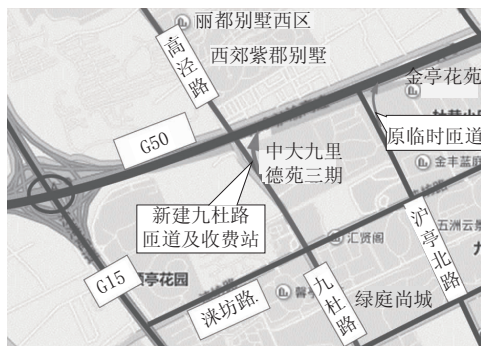 丽都别墅西区
高泾路
西郊紫郡别墅
金亭花苑
G50
中大九里
德苑三期
原临时匝道
金丰蓝庭
新建九杜路
匝道及收费站
沪亭北路
五洲云景
汇贤阁
G15
亭花园
涞坊路
九杜路
绿庭尚城